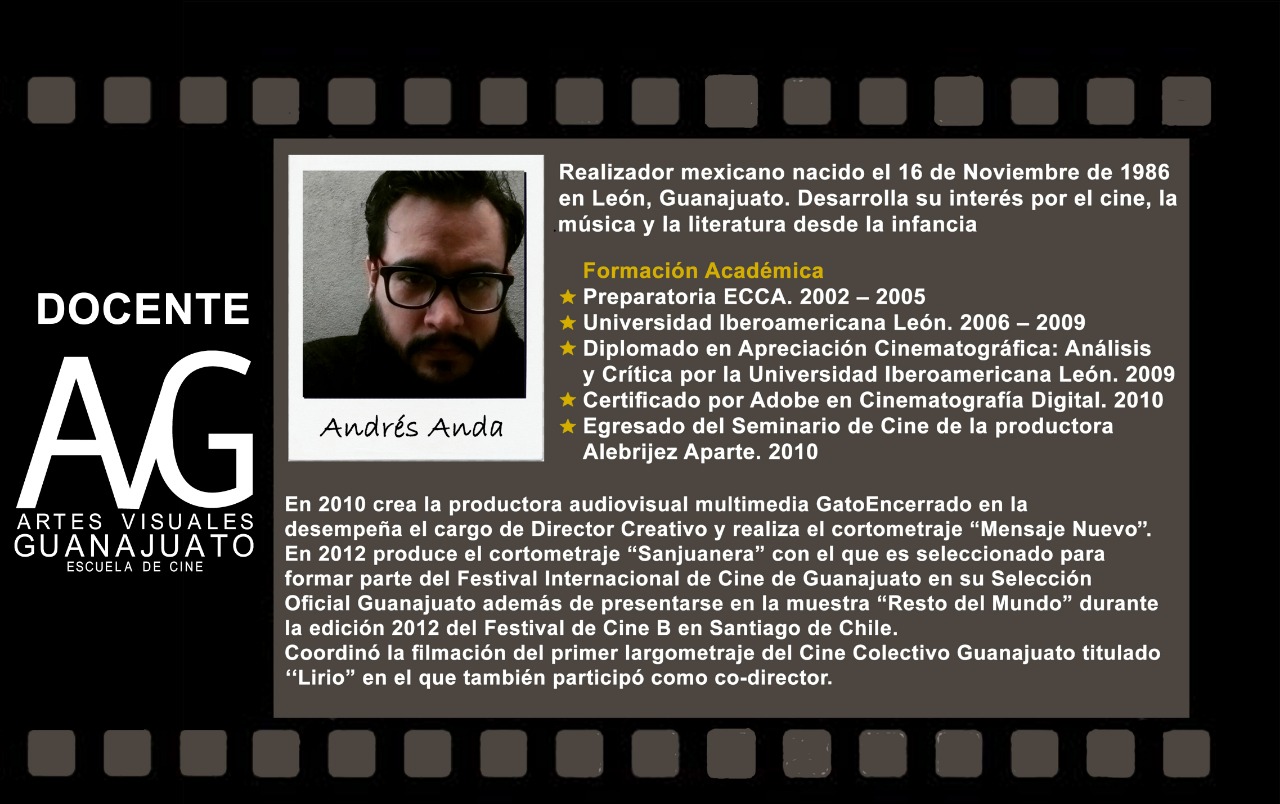 DOCENTE
AVG
ARTES VISUALES
GUANAJUATO
ESCUELA DE CINE
Andrés Anda
Realizador mexicano nacido el 16 de Noviembre de 1986
en León, Guanajuato. Desarrolla su interés por el cine, la
música y la literatura desde la infancia
Formación Académica
Preparatoria ECCA. 2002 – 2005
Universidad Iberoamericana León. 2006 – 2009
Diplomado en Apreciación Cinematográfica: Análisis
y Crítica por la Universidad Iberoamericana León. 2009
Certificado por Adobe en Cinematografía Digital. 2010
Egresado del Seminario de Cine de la productora
Alebrijez Aparte. 2010
En 2010 crea la productora audiovisual multimedia GatoEncerrado en la
desempeña el cargo de Director Creativo y realiza el cortometraje “Mensaje Nuevo”.
En 2012 produce el cortometraje “Sanjuanera” con el que es seleccionado para
formar parte del Festival Internacional de Cine de Guanajuato en su Selección
Oficial Guanajuato además de presentarse en la muestra “Resto del Mundo” durante
la edición 2012 del Festival de Cine B en Santiago de Chile.
Coordinó la filmación del primer largometraje del Cine Colectivo Guanajuato titulado
“Lirio” en el que también participó como co-director.